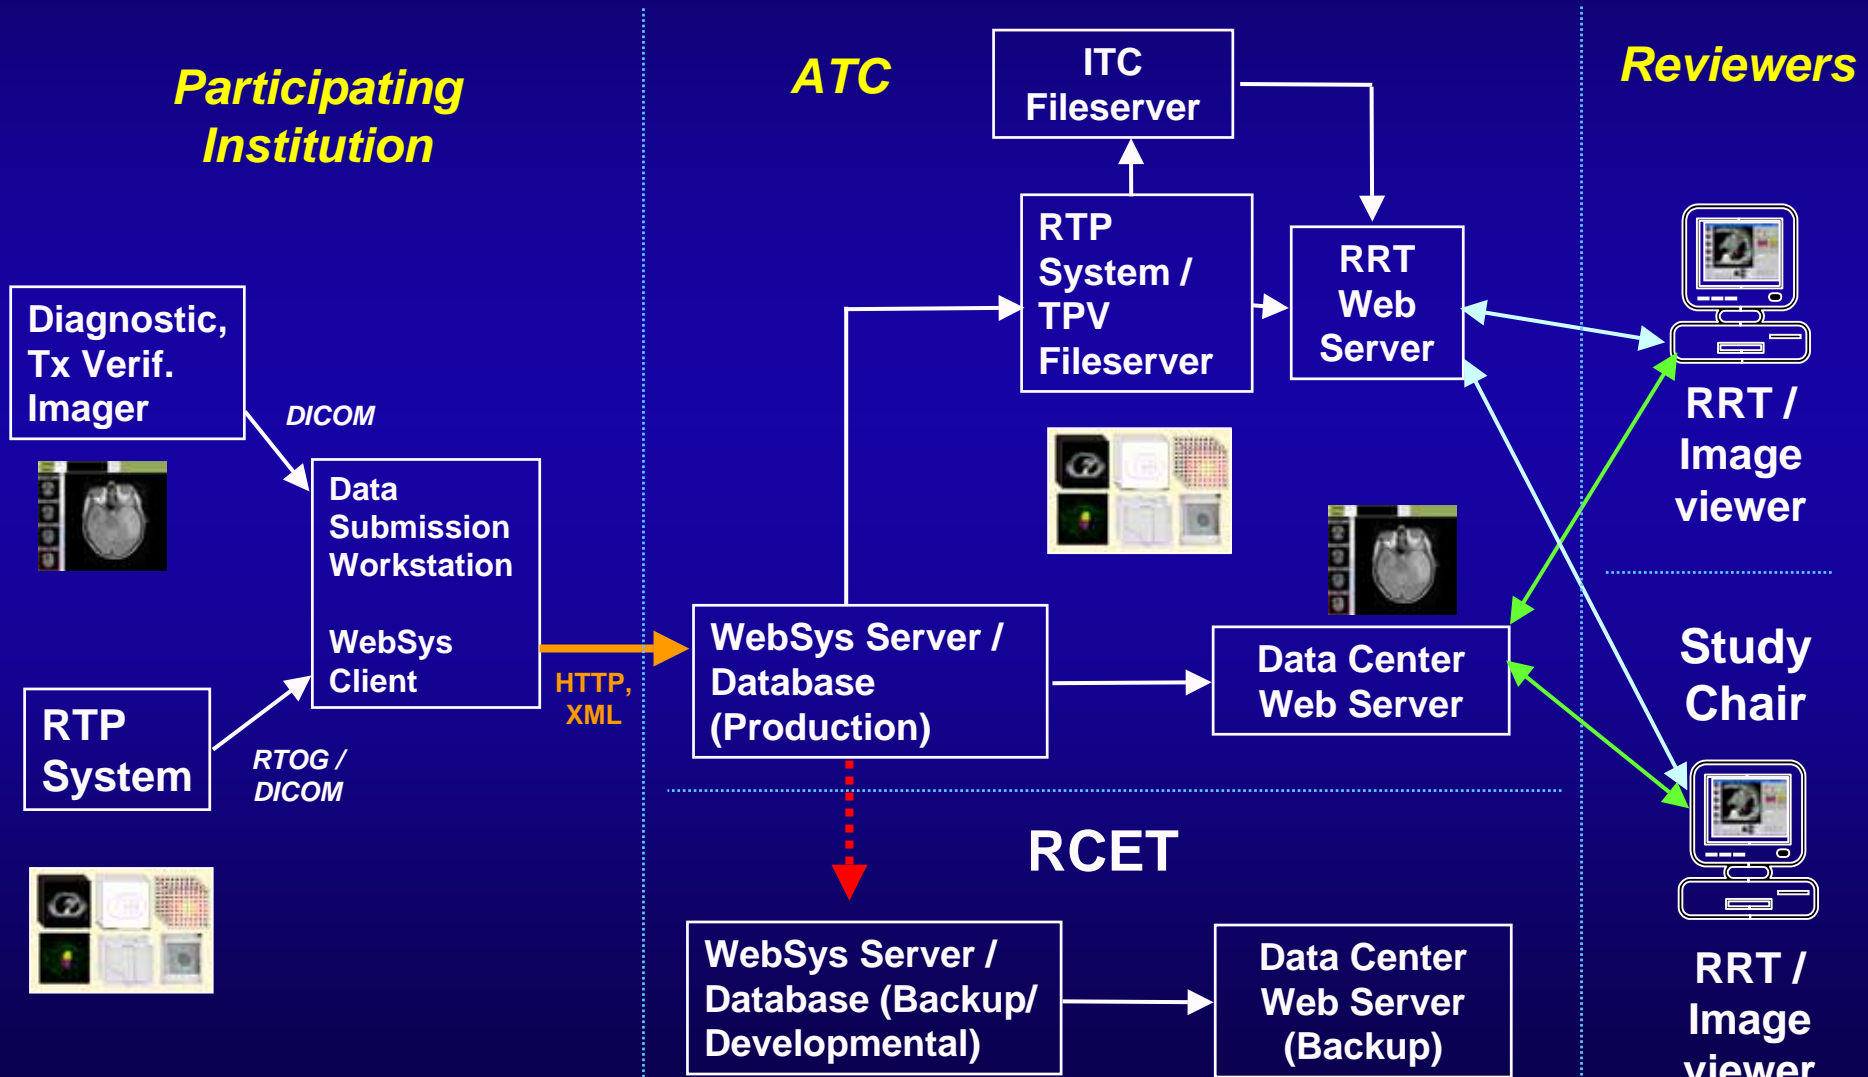 Participating
Institution
Diagnostic,
Tx Verif.
Imager
DICOM
Data
Submission
Workstation
WebSys
Client
RTP
System
RTOG /
DICOM
HTTP,
XML
ATC
ITC
Fileserver
RTP
System /
TPV
Fileserver
RRT
Web
Server
WebSys Server /
Database
(Production)
Data Center
Web Server
RCET
WebSys Server /
Database (Backup/
Developmental)
Data Center
Web Server
(Backup)
Reviewers
RRT /
Image
viewer
Study
Chair
RRT /
Image
viewer